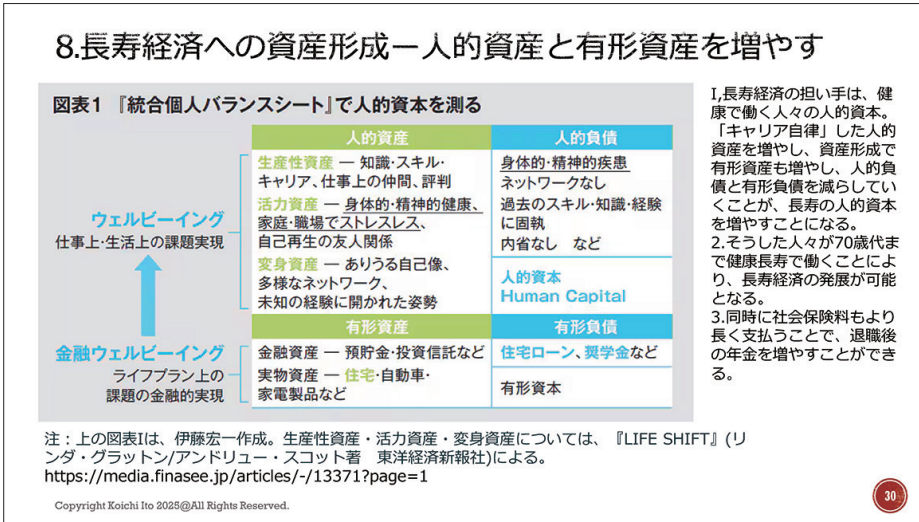 8.長寿経済への資産形成ー人的資産と有形資産を増やす
図表1 『統合個人バランスシート』で人的資本を測る
ウェルビーイング
仕事上・生活上の課題実現
金融ウェルビーイング
ライフプラン上の
課題の金融的実現
人的資産
生産性資産 ― 知識・スキル・
キャリア、仕事上の仲間、評判
活力資産 ― 身体的・精神的健康、
家庭・職場でストレスレス、
自己再生の友人関係
変身資産 ― ありうる自己像、
多様なネットワーク、
未知の経験に開かれた姿勢
人的負債
身体的・精神的疾患
ネットワークなし
過去のスキル・知識・経験
に固執
内省なし など
人的資本
Human Capital
有形資産
金融資産 ― 預貯金・投資信託など
実物資産 ― 住宅・自動車・
家電製品など
有形負債
住宅ローン、奨学金など
有形資本
1,長寿経済の担い手は、健
康で働く人々の人的資本。
「キャリア自律」した人的
資産を増やし、資産形成で
有形資産も増やし、人的負
債と有形負債を減らしてい
くことが、長寿の人的資本
を増やすことになる。
2.そうした人々が70歳代ま
で健康長寿で働くことによ
り、長寿経済の発展が可能
となる。
3.同時に社会保険料もより
長く支払うことで、退職後
の年金を増やすことができ
る。
注：上の図表1は、伊藤宏一作成。生産性資産・活力資産・変身資産については、『LIFE SHIFT』(リ
ンダ・グラットン/アンドリュー・スコット著 東洋経済新報社)による。
https://media.finasee.jp/articles/-/13371?page=1
Copyright Koichi Ito 2025@All Rights Reserved.
30